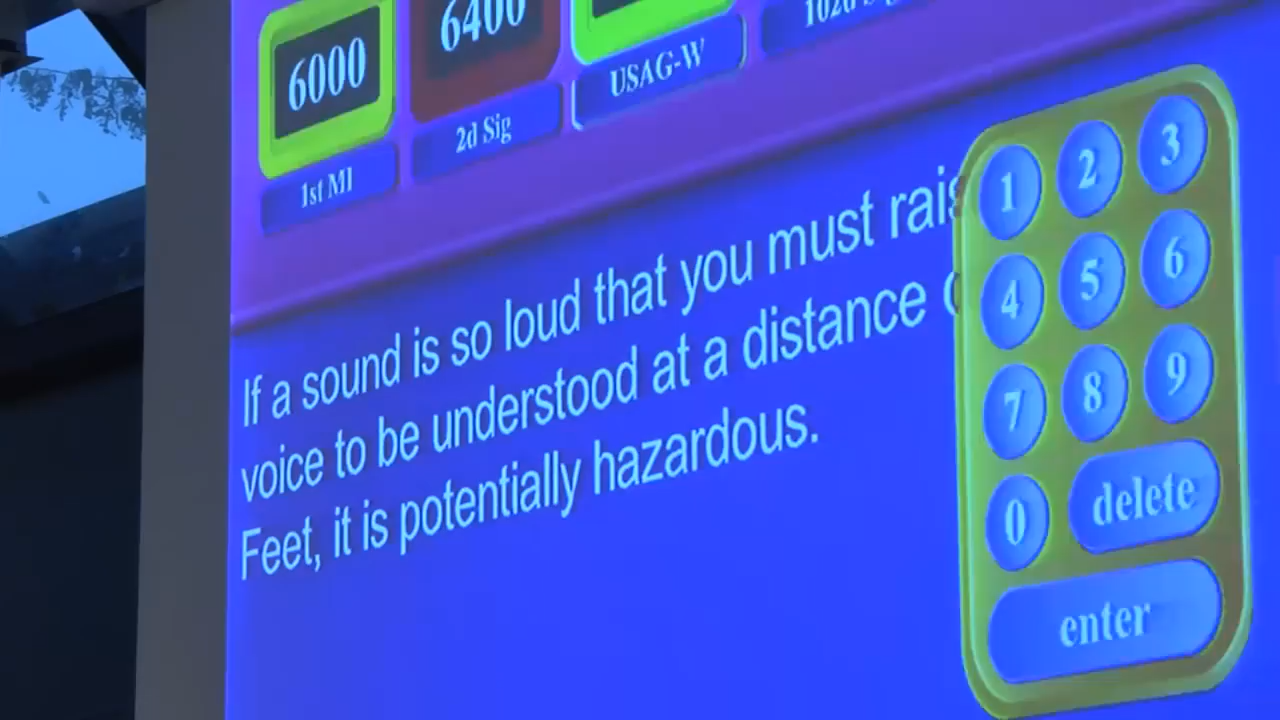 6000
6400
1st MI
2d Sig
USAG-W
102d
If a sound is so loud that you must rais
voice to be understood at a distance
Feet, it is potentially hazardous.
1 2 3
4 5 6
7 8 9
0 delete
enter